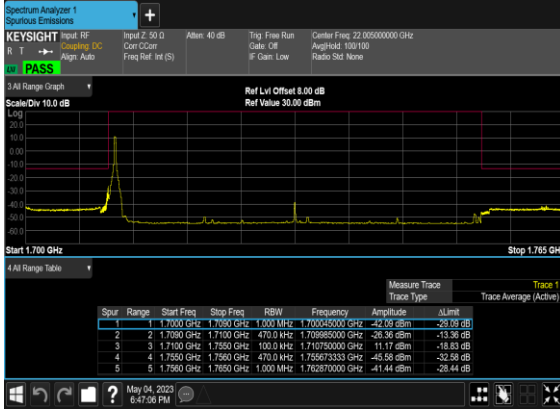 Spectrum Analyzer 1
Spurious Emissions
+
KEYSIGHT Input: RF Input Z: 50 Ω Atten: 40 dB Trig: Free Run Center Freq: 22.005000000 GHz
R T Coupling: DC Corr CCorr Gate: Off Avg|Hold: 100/100
Align: Auto Freq Ref: Int (S) IF Gain: Low Radio Std: None
PASS
3 All Range Graph
Ref Lvl Offset 8.00 dB
Scale/Div 10.0 dB Ref Value 30.00 dBm
Log
20.0
10.0
0.00
-10.0
-20.0
-30.0
-40.0
-50.0
-60.0
Start 1.700 GHz Stop 1.765 GH
4 All Range Table
Measure Trace Trace 1
Trace Type Trace Average (Active)
Spur Range Start Freq Stop Freq RBW Frequency Amplitude ΔLimit
1 1 1.7000 GHz 1.7090 GHz 1.000 MHz 1.700045000 GHz -42.09 dBm -29.09 dB
2 2 1.7090 GHz 1.7100 GHz 470.0 kHz 1.709985000 GHz -26.36 dBm -13.36 dB
3 3 1.7100 GHz 1.7550 GHz 100.0 kHz 1.710750000 GHz 11.17 dBm -18.83 dB
4 4 1.7550 GHz 1.7560 GHz 470.0 kHz 1.755673333 GHz -45.58 dBm -32.58 dB
5 5 1.7560 GHz 1.7650 GHz 1.000 MHz 1.762870000 GHz -41.44 dBm -28.44 dB
? May 04, 2023
6:47:06 PM